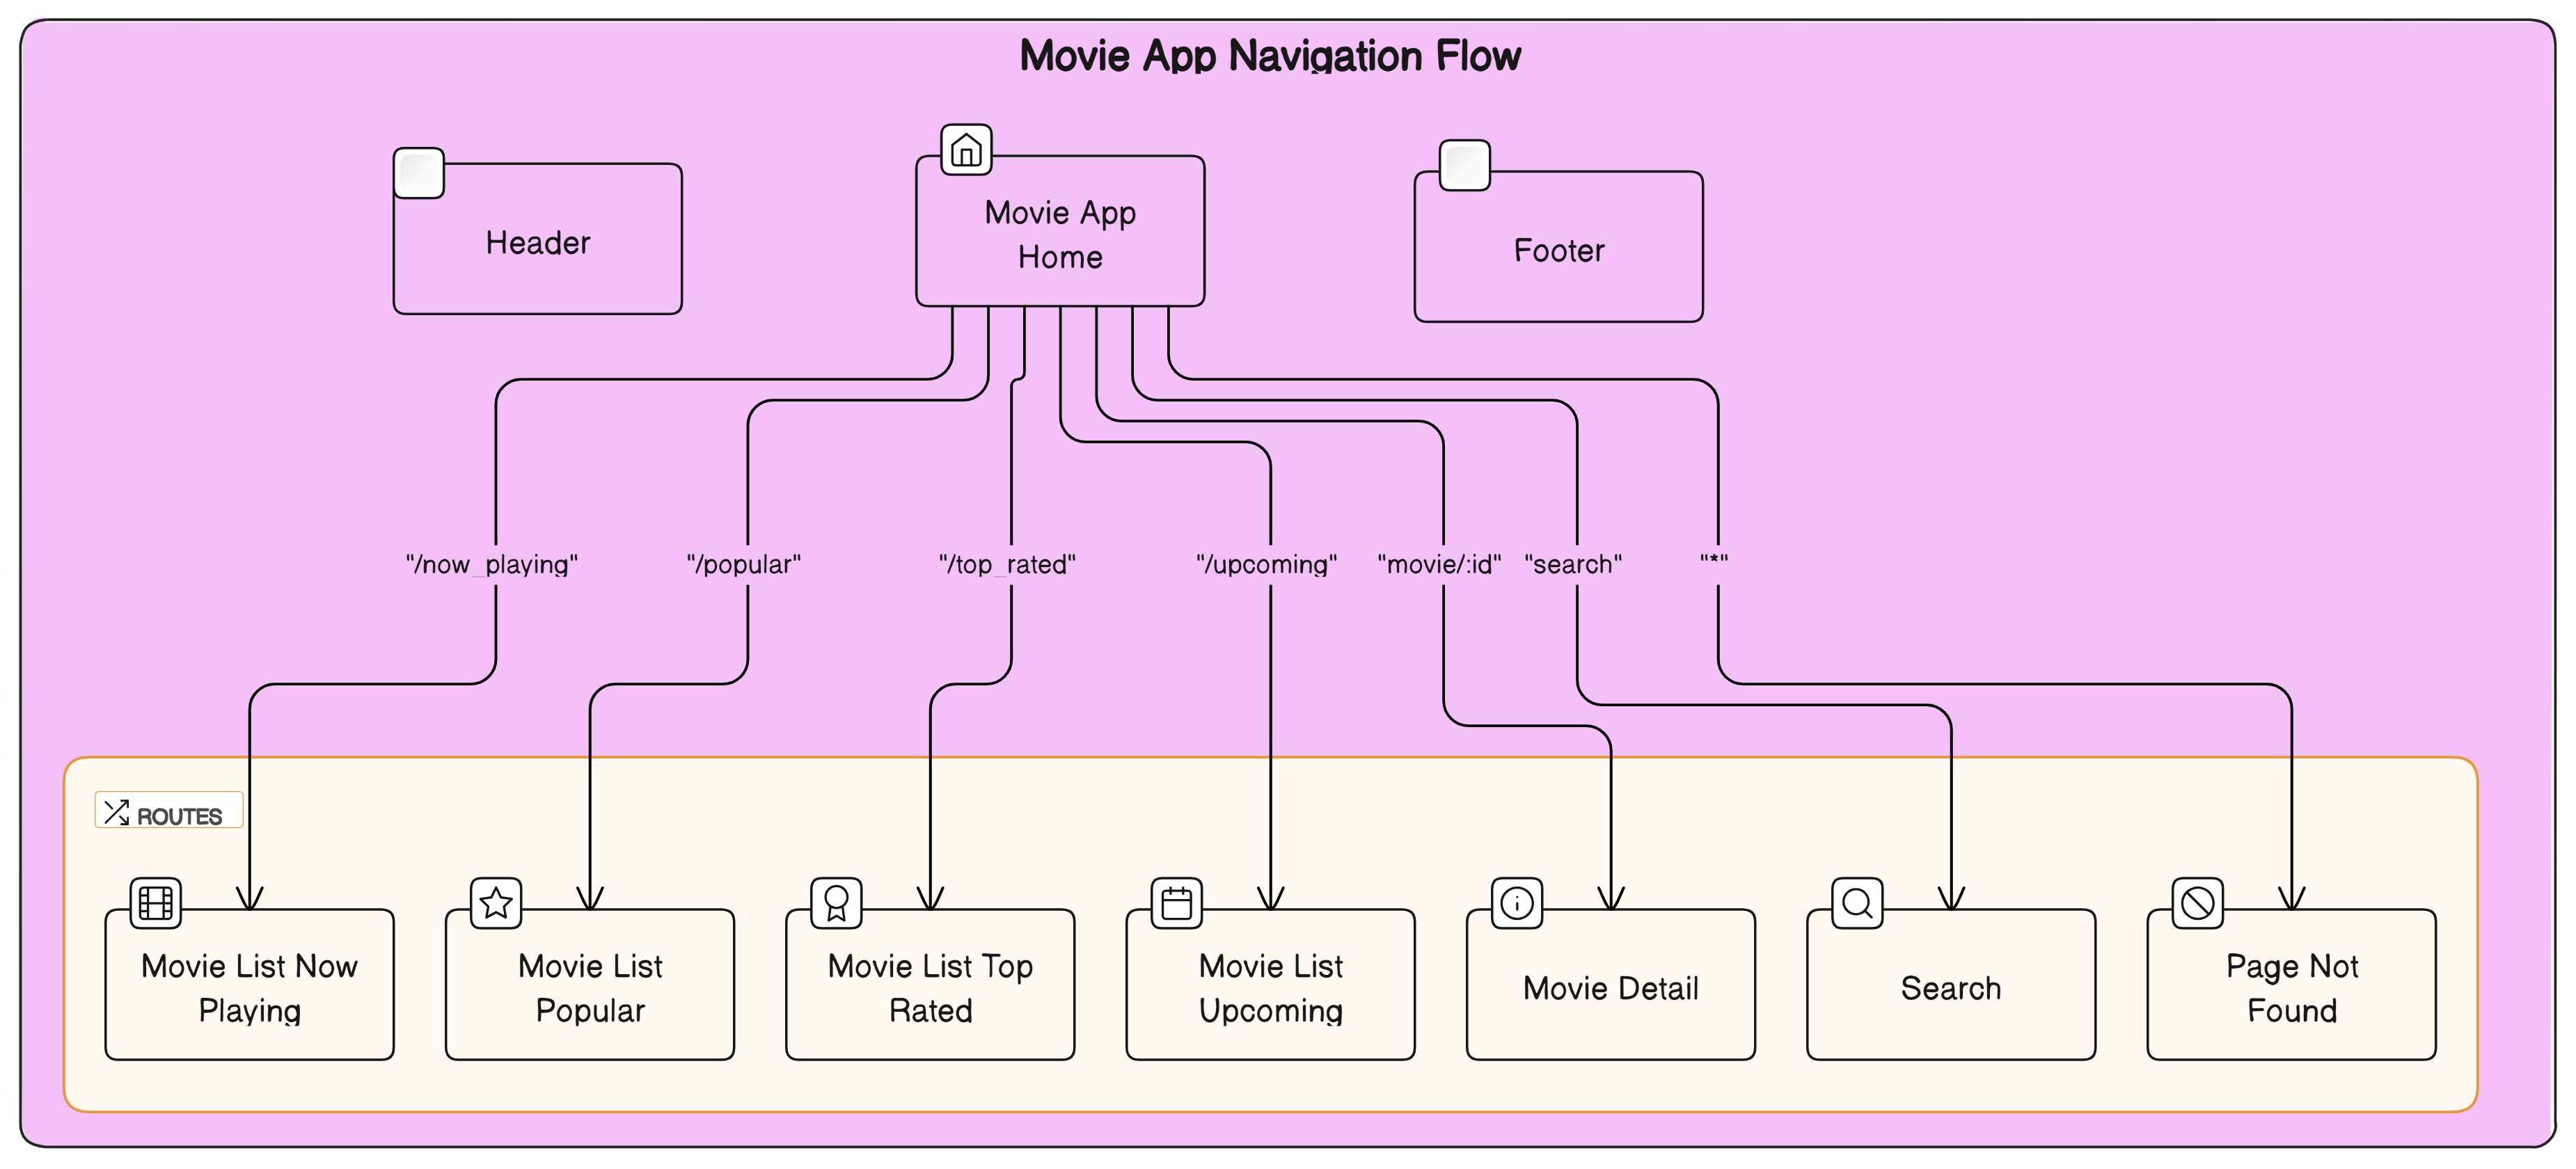 Movie App Navigation Flow
Header
Movie App
Home
Footer
"/now_playing"
"/popular"
"/top_rated"
"/upcoming"
"movie/:id"
"search"
"*"
ROUTES
Movie List Now
Playing
Movie List
Popular
Movie List Top
Rated
Movie List
Upcoming
Movie Detail
Search
Page Not
Found